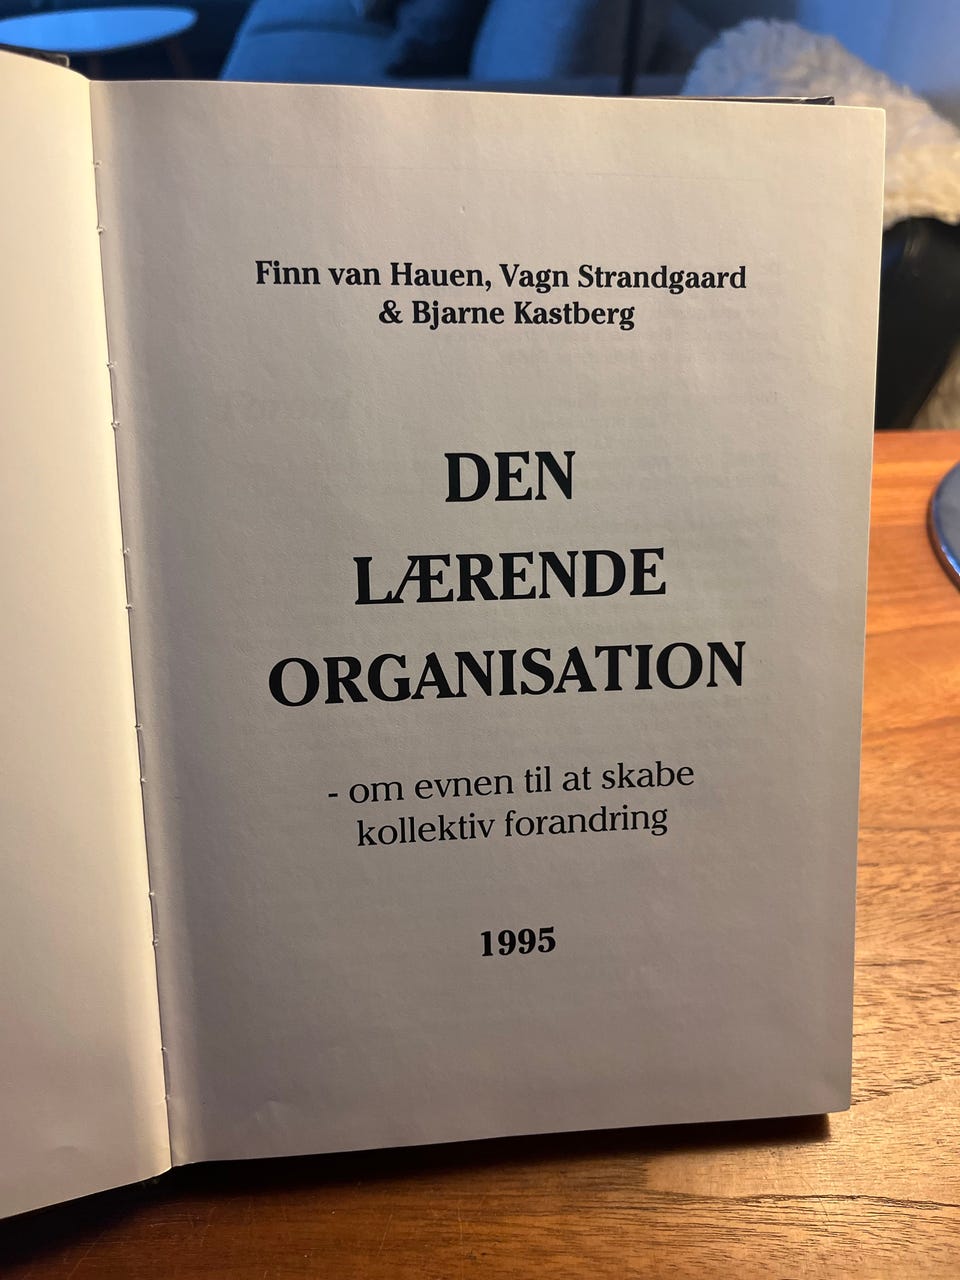 Finn van Hauen, Vagn Strandgaard
& Bjarne Kastberg
DEN
LÆRENDE
ORGANISATION
- om evnen til at skabe
kollektiv forandring
1995